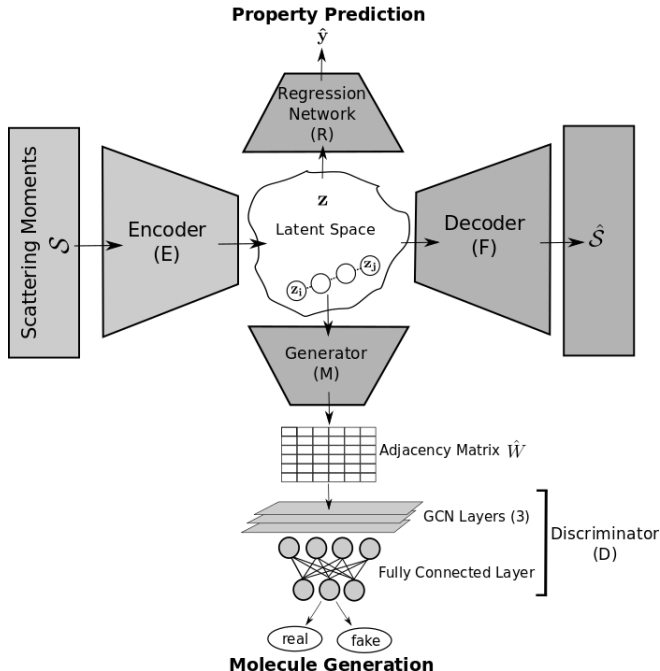 Property Prediction
ŷ
Regression
Network
(R)
Scattering Moments
𝒮
Encoder
(E)
z
Latent Space
z_i
z_j
Decoder
(F)
𝒮̂
Generator
(M)
Adjacency Matrix Ŵ
GCN Layers (3)
Fully Connected Layer
Discriminator
(D)
real
fake
Molecule Generation